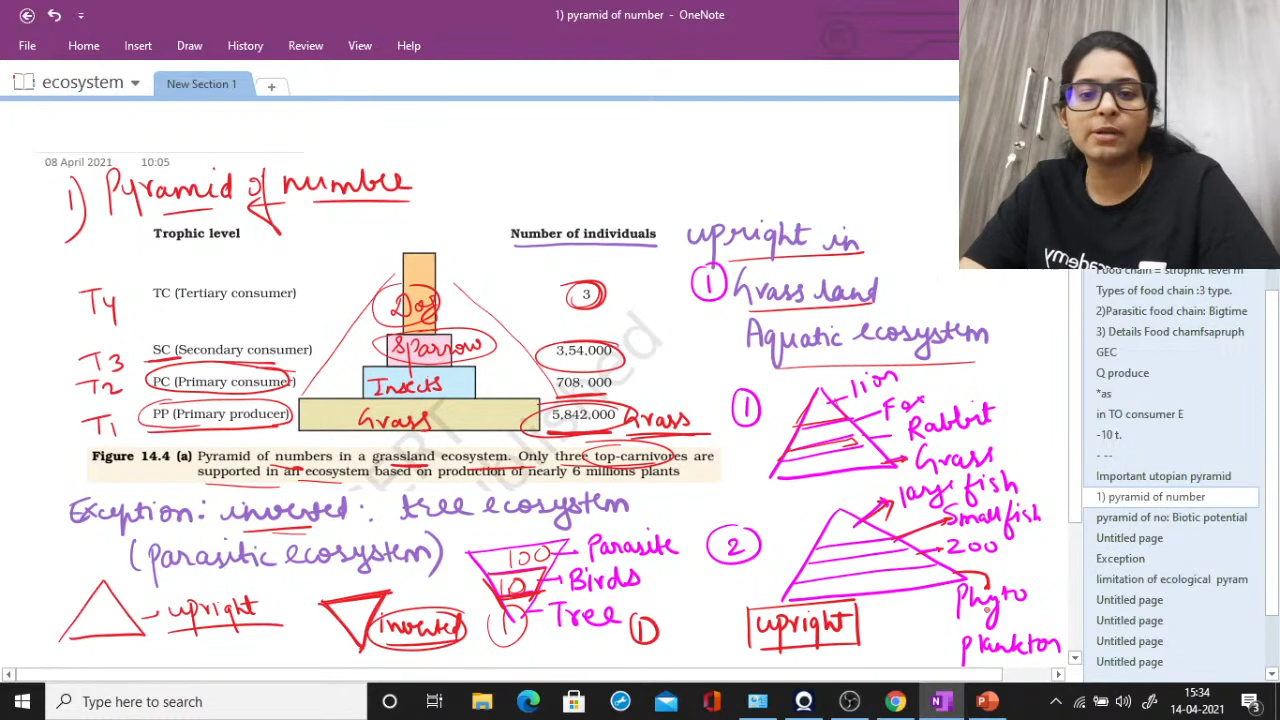 1) pyramid of number - OneNote
File Home Insert Draw History Review View Help
ecosystem
New Section 1
08 April 2021 10:05
1) Pyramid of number
Trophic level
Number of individuals
T4 TC (Tertiary consumer) Dog 3
T3 SC (Secondary consumer) Sparrow 3,54,000
T2 PC (Primary consumer) Insects 708,000
T1 PP (Primary producer) Grass 5,842,000 Grass
Figure 14.4 (a) Pyramid of numbers in a grassland ecosystem. Only three top-carnivores are
supported in an ecosystem based on production of nearly 6 millions plants
Exception: inverted: tree ecosystem
(Parasitic ecosystem)
upright
inverted
100 Parasite
10 Birds
1 Tree
1
upright in
1 Grass land
Aquatic ecosystem
1
lion
Fox
Rabbit
Grass
2
large fish
Small fish
Zoo
Phyto
plankton
upright
cademy
Food chain = strophic level m
Types of food chain :3 type.
2)Parasitic food chain: Bigtime
3) Details Food chamfsapruph
GEC
Q produce
*as
in TO consumer E
-10 t.
- --
Important utopian pyramid
1) pyramid of number
pyramid of no: Biotic potential
Untitled page
Exception
limitation of ecological pyram
Untitled page
Untitled page
Untitled page
Untitled page
Type here to search
15:34
14-04-2021
3